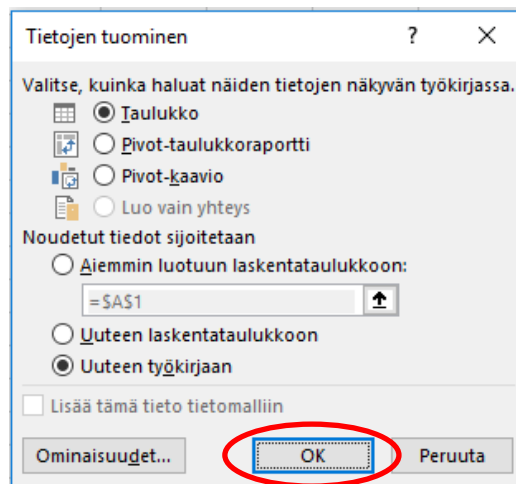 Tietojen tuominen ? ×
Valitse, kuinka haluat näiden tietojen näkyvän työkirjassa.
Taulukko
Pivot-taulukkoraportti
Pivot-kaavio
Luo vain yhteys
Noudetut tiedot sijoitetaan
Aiemmin luotuun laskentataulukkoon:
=$A$1
Uuteen laskentataulukkoon
Uuteen työkirjaan
Lisää tämä tieto tietomalliin
Ominaisuudet... OK Peruuta